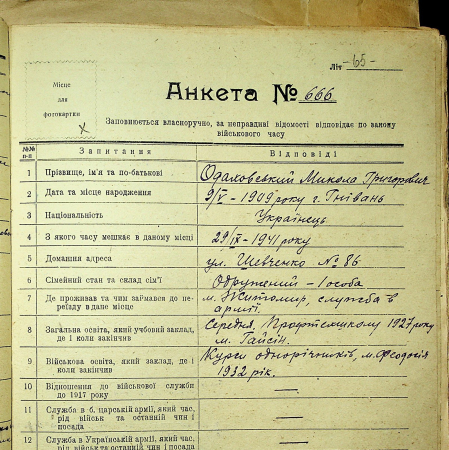 Літ -65-
Місце
для
фотокартки
Анкета № 666
Заповнюється власноручно, за неправдиві відомості відповідає по законy
військового часу
№№ п-п Запитання Відповіді
1 Прізвище, ім'я та по-батькові Одаловський Микола Григорович
2 Дата та місце народження 9/V - 1909 року г. Гнівань
3 Національність Українець
4 З якого часу мешкає в даному місці 29/IX - 1941 року
5 Домашня адреса ул. Шевченко № 86
6 Сімейний стан та склад сім'ї Одружений - 1 особа
7 Де проживав та чим займався до пе-
реїзду в дане місце
м. Житомир, служба в
армії.
8 Загальна освіта, який учбовий заклад,
де і коли закінчив
Середня, Профтехшколу 1927 року
м. Гайсін.
9 Військова освіта, який заклад, де і
коли закінчив
Курси однорічників, м. Феодосія
1932 рік.
10 Відношення до військової служби
до 1917 року
—
11 Служба в б. царській армії, який час,
рід військ та останній чин і
посада
—
12 Служба в Українській армії, який час,
рід військ та останній чин і посада
—